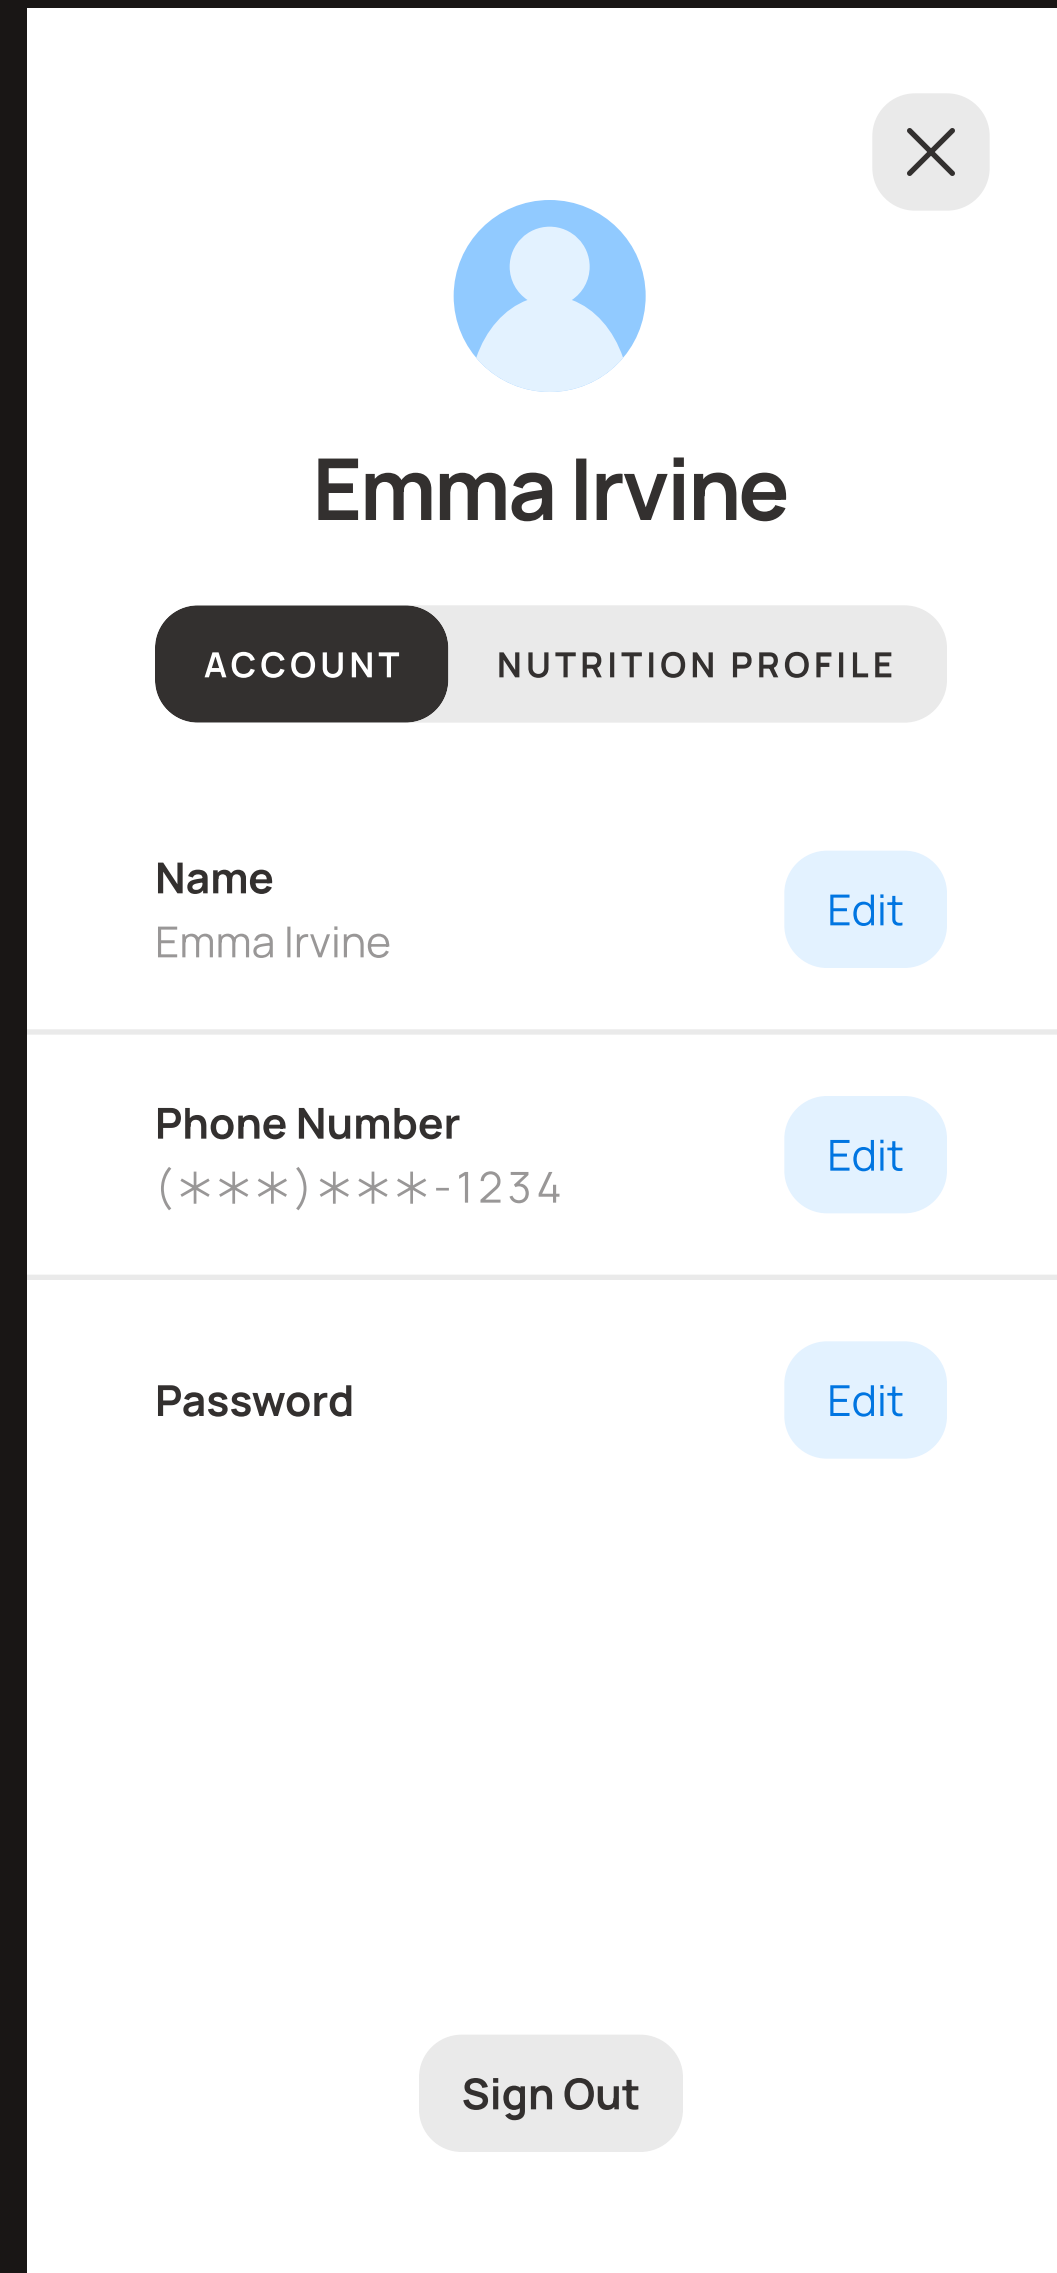 Emma Irvine
ACCOUNT NUTRITION PROFILE
Name
Emma Irvine
Edit
Phone Number
(***)***-1234
Edit
Password
Edit
Sign Out